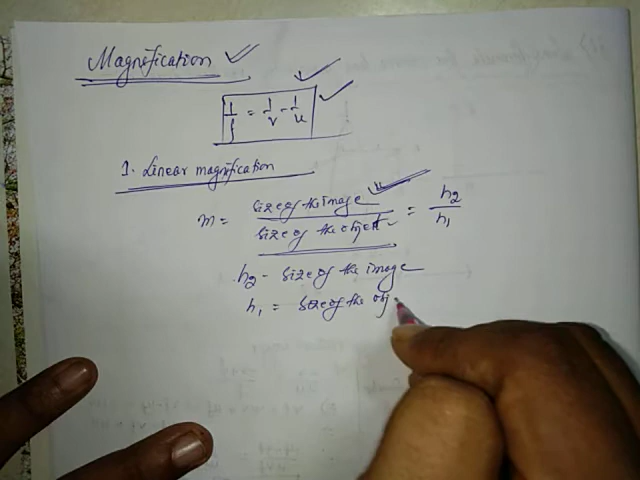 Magnification
1/f = 1/v - 1/u
1. Linear magnification
m = size of the image / size of the object = h2/h1
h2 - size of the image
h1 = size of the obj